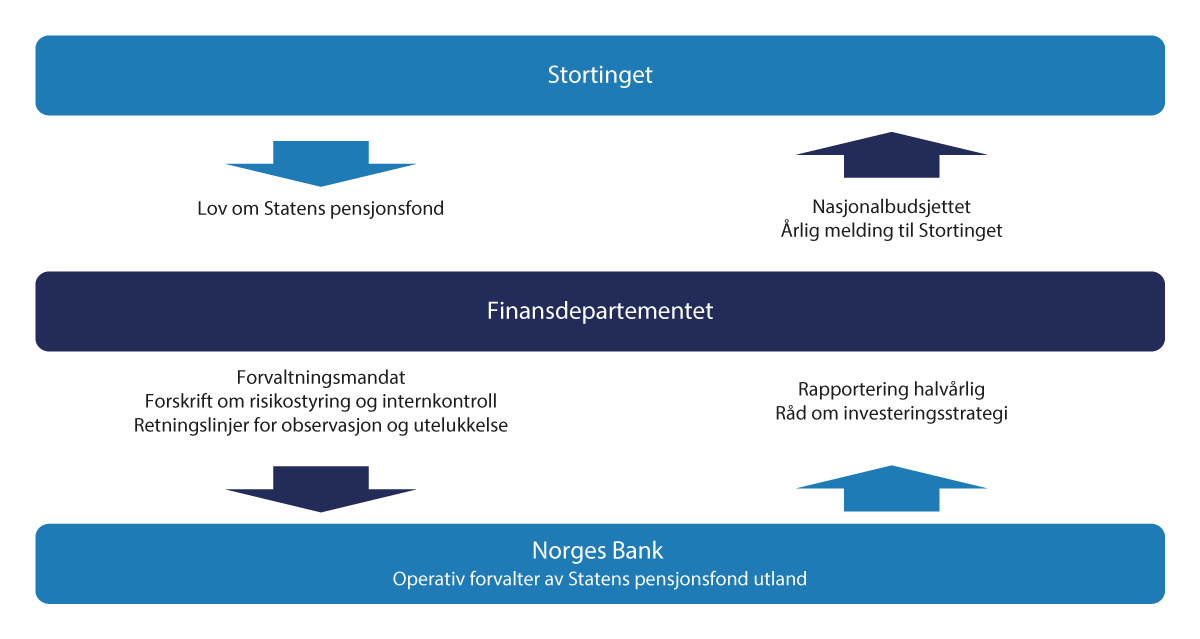 Stortinget
Lov om Statens pensjonsfond
Nasjonalbudsjettet
Årlig melding til Stortinget
Finansdepartementet
Forvaltningsmandat
Forskrift om risikostyring og internkontroll
Retningslinjer for observasjon og utelukkelse
Rapportering halvårlig
Råd om investeringsstrategi
Norges Bank
Operativ forvalter av Statens pensjonsfond utland